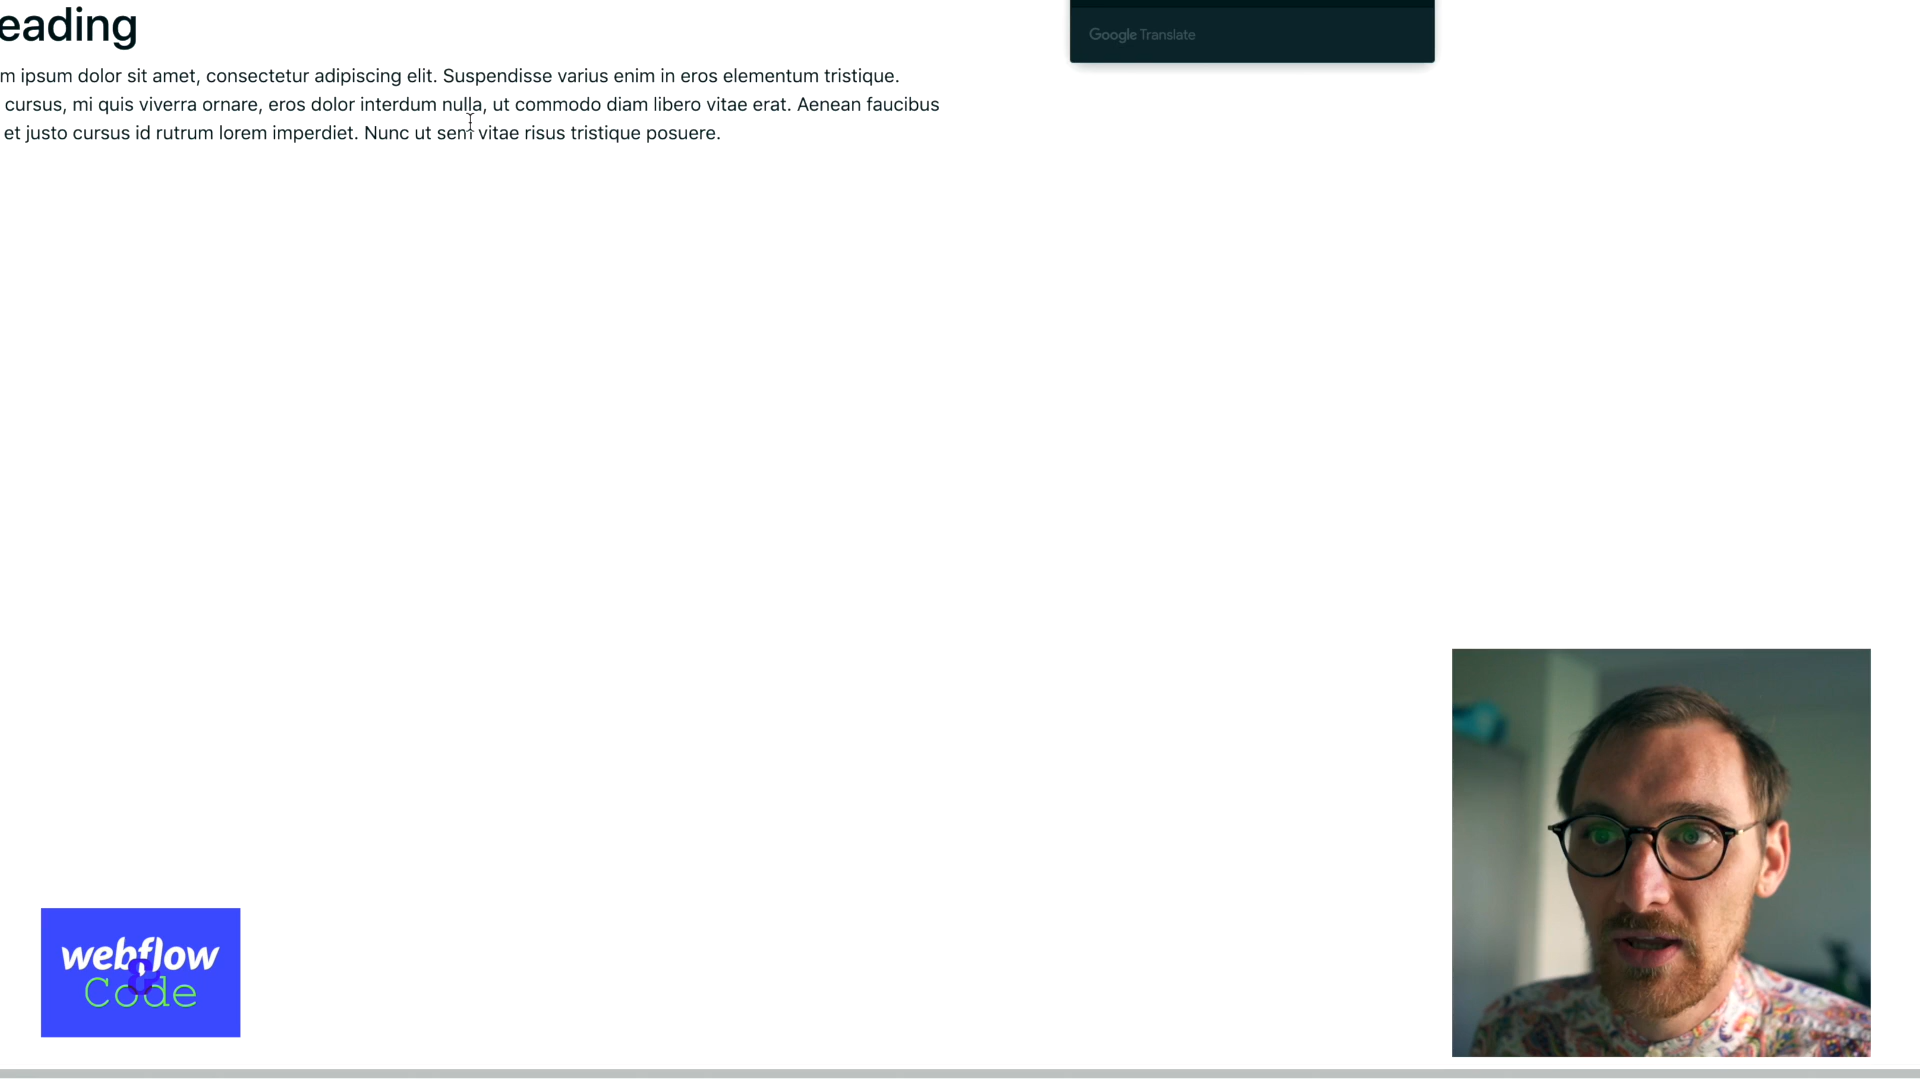 eading
Google Translate
m ipsum dolor sit amet, consectetur adipiscing elit. Suspendisse varius enim in eros elementum tristique.
cursus, mi quis viverra ornare, eros dolor interdum nulla, ut commodo diam libero vitae erat. Aenean faucibus
et justo cursus id rutrum lorem imperdiet. Nunc ut sem vitae risus tristique posuere.
webflow
&
Code